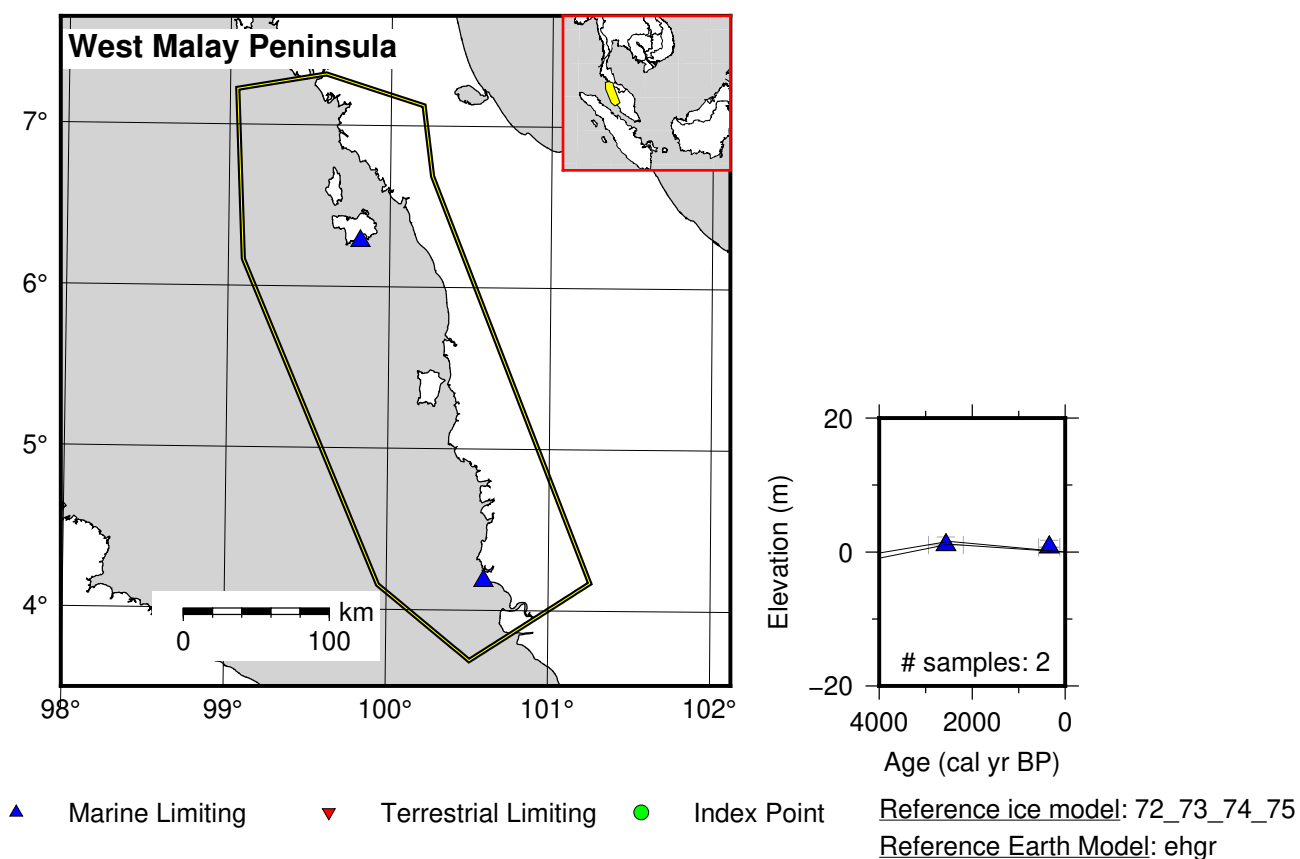 West Malay Peninsula
7°
6°
5°
4°
km
0 100
98° 99° 100° 101° 102°
20
0
−20
Elevation (m)
# samples: 2
4000 2000 0
Age (cal yr BP)
Marine Limiting Terrestrial Limiting Index Point
Reference ice model: 72_73_74_75
Reference Earth Model: ehgr